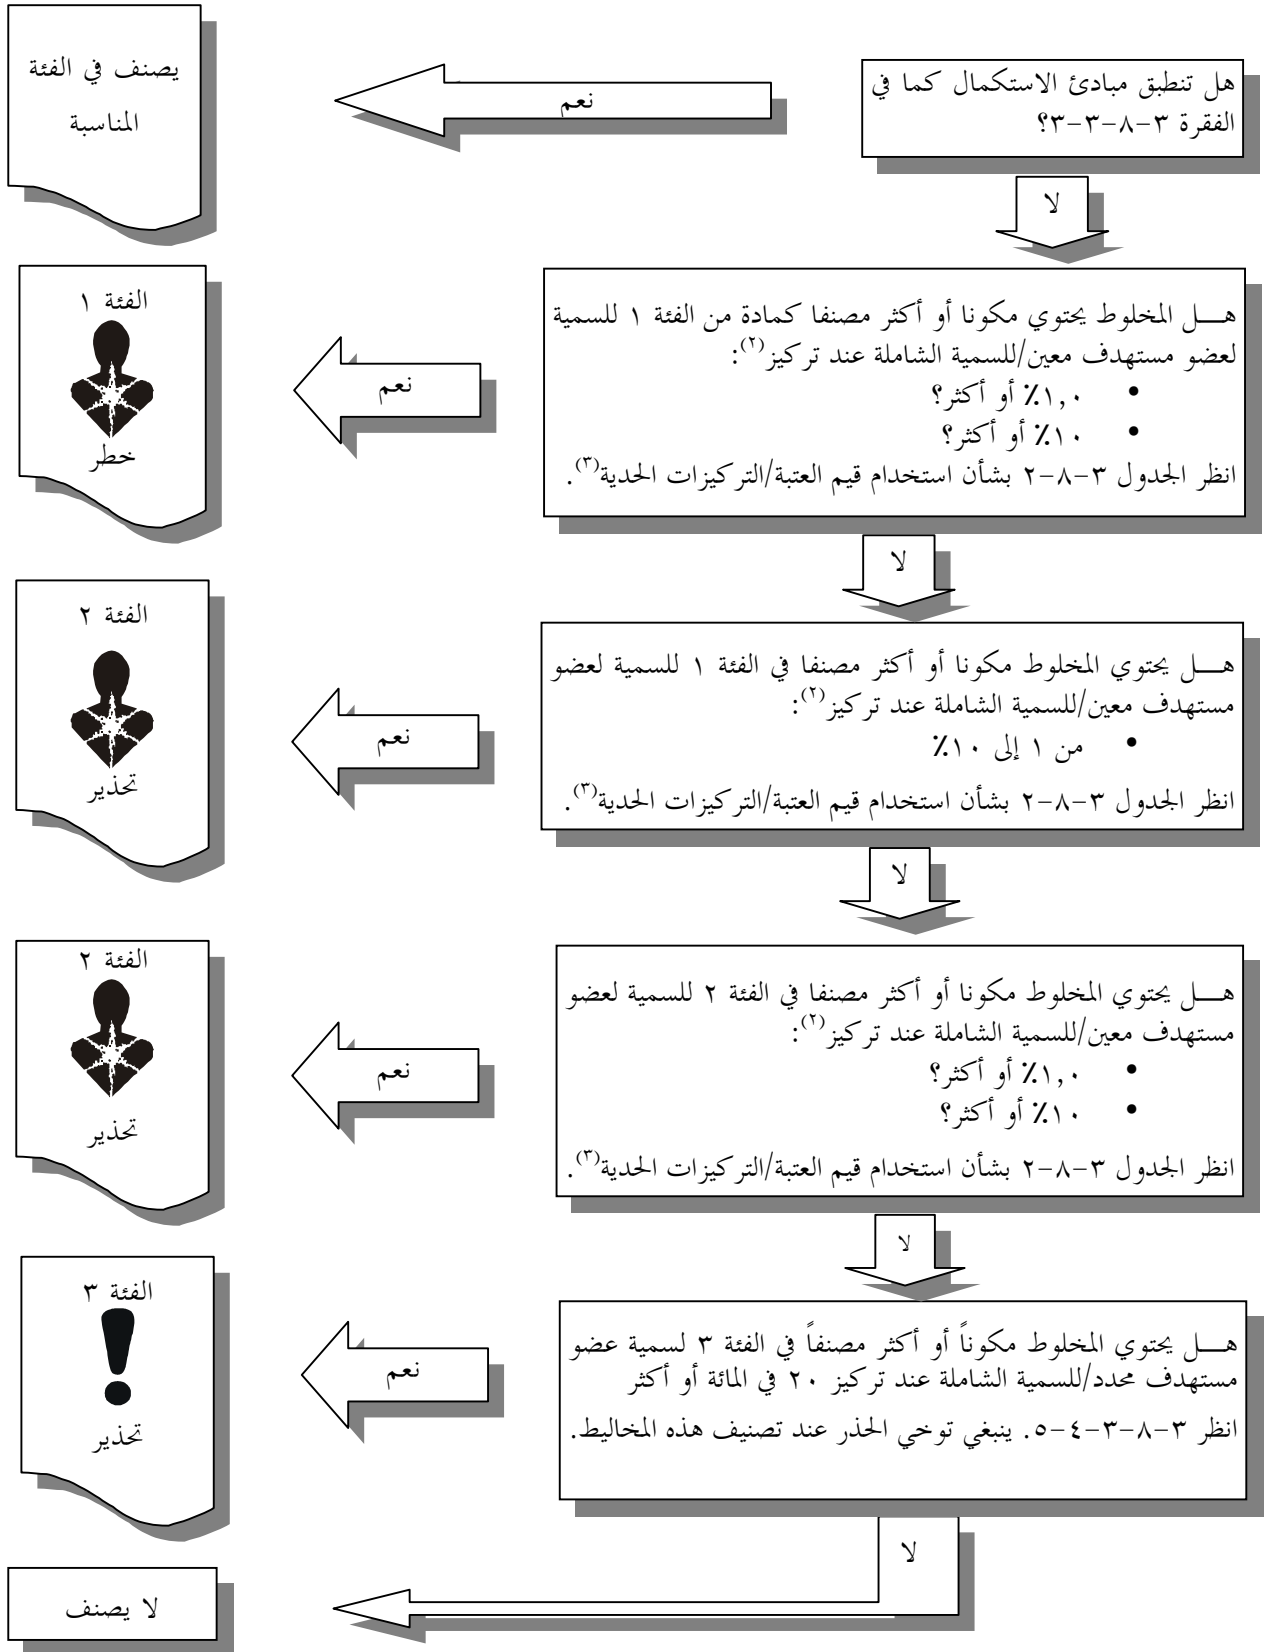 هل تنطبق مبادئ الاستكمال كما في
الفقرة ٣-٨-٣-٣؟
نعم
يصنف في الفئة
المناسبة
لا
هـــل المخلوط يحتوي مكونا أو أكثر مصنفا كمادة من الفئة ١ للسمية
لعضو مستهدف معين/للسمية الشاملة عند تركيز(٢):
• ١,٠٪ أو أكثر؟
• ١٠٪ أو أكثر؟
انظر الجدول ٣-٨-٢ بشأن استخدام قيم العتبة/التركيزات الحدية(٣).
نعم
الفئة ١
خطر
لا
هـــل يحتوي المخلوط مكونا أو أكثر مصنفا في الفئة ١ للسمية لعضو
مستهدف معين/للسمية الشاملة عند تركيز(٢):
• من ١ إلى ١٠٪
انظر الجدول ٣-٨-٢ بشأن استخدام قيم العتبة/التركيزات الحدية(٣).
نعم
الفئة ٢
تحذير
لا
هـــل يحتوي المخلوط مكونا أو أكثر مصنفا في الفئة ٢ للسمية لعضو
مستهدف معين/للسمية الشاملة عند تركيز(٢):
• ١,٠٪ أو أكثر؟
• ١٠٪ أو أكثر؟
انظر الجدول ٣-٨-٢ بشأن استخدام قيم العتبة/التركيزات الحدية(٣).
نعم
الفئة ٢
تحذير
لا
هـــل يحتوي المخلوط مكوناً أو أكثر مصنفاً في الفئة ٣ لسمية عضو
مستهدف محدد/للسمية الشاملة عند تركيز ٢٠ في المائة أو أكثر
انظر ٣-٨-٣-٤-٥. ينبغي توخي الحذر عند تصنيف هذه المخاليط.
نعم
الفئة ٣
تحذير
لا
لا يصنف